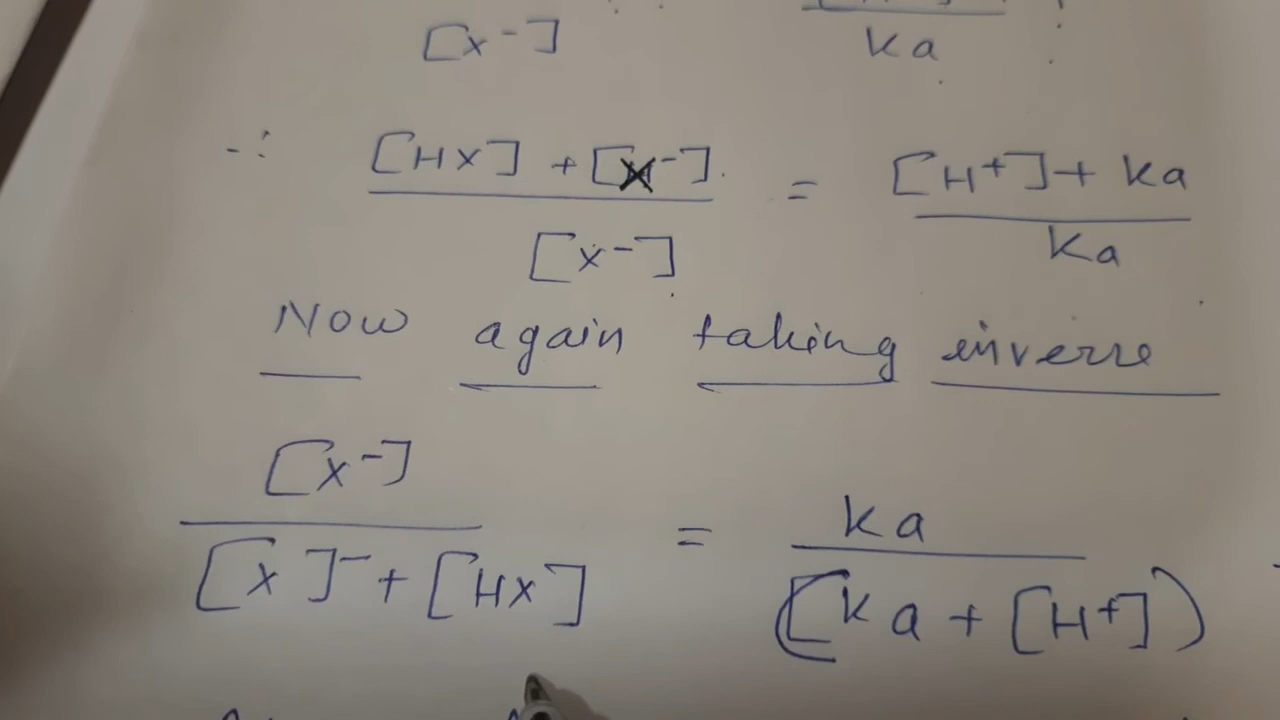 [x-] Ka
∴ [HX] + [X-] = [H+] + Ka
[x-] Ka
Now again taking inverse
[x-] Ka
=
[x]- + [Hx] (Ka + [H+])